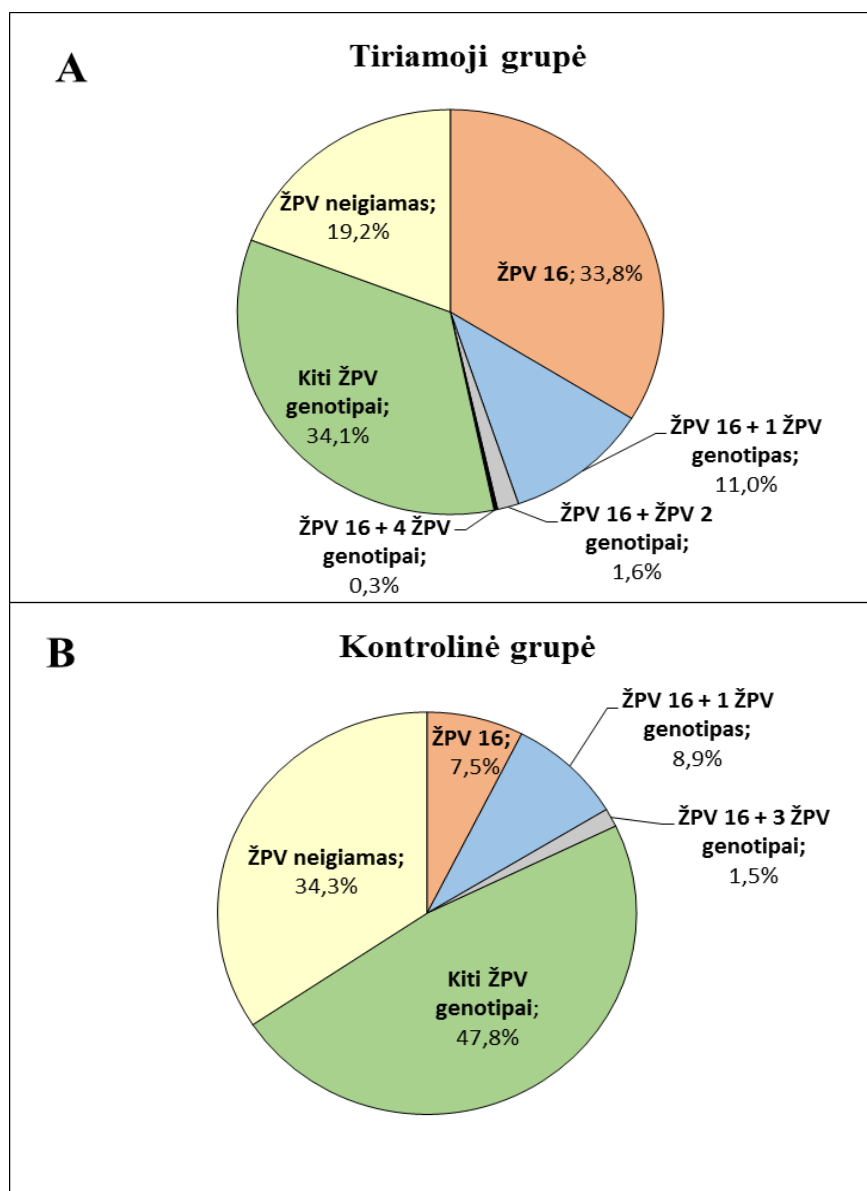 A
Tiriamoji grupė
ŽPV neigiamas;
19,2%
ŽPV 16; 33,8%
Kiti ŽPV
genotipai;
34,1%
ŽPV 16 + 1 ŽPV
genotipas;
11,0%
ŽPV 16 + 4 ŽPV
genotipai;
0,3%
ŽPV 16 + ŽPV 2
genotipai;
1,6%
B
Kontrolinė grupė
ŽPV 16;
7,5%
ŽPV 16 + 1 ŽPV
genotipas;
8,9%
ŽPV 16 + 3 ŽPV
genotipai;
1,5%
ŽPV neigiamas;
34,3%
Kiti ŽPV
genotipai;
47,8%